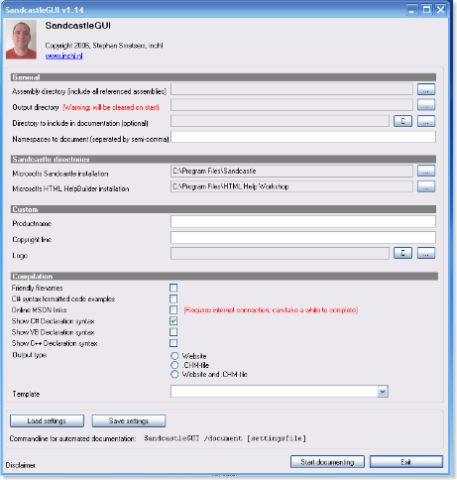 SandcastleGUI v1.14
SandcastleGUI
Copyright 2006, Stephan Smetsers, inchl
www.inchl.nl
General
Assembly directory (include all referenced assemblies)
...
Output directory (Warning: will be cleared on start)
...
Directory to include in documentation (optional)
C
...
Namespaces to document (seperated by semi-comma)
Sandcastle directories
Microsofts Sandcastle installation
C:\Program Files\Sandcastle
...
Microsofts HTML HelpBuilder installation
C:\Program Files\HTML Help Workshop
...
Custom
Productname
Copyright line
Logo
C
...
Compilation
Friendly filenames
C# syntax formatted code examples
Online MSDN links
(Requires internet connection; can take a while to complete)
Show C# Declaration syntax
Show VB Declaration syntax
Show C++ Declaration syntax
Output type
Website
.CHM-file
Website and .CHM-file
Template
Load settings
Save settings
Commandline for automated documentation:
SandcastleGUI /document [settingsfile]
Disclaimer
Start documenting
Exit